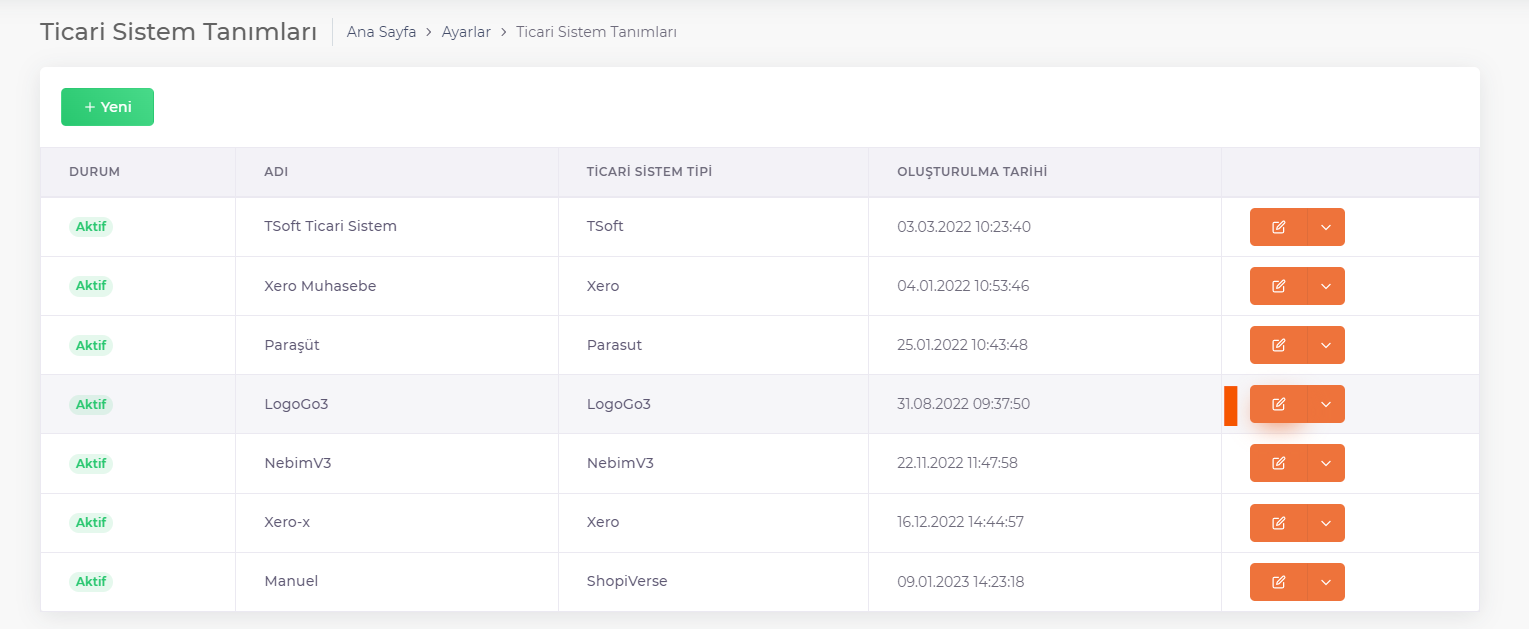 Ticari Sistem Tanımları Ana Sayfa > Ayarlar > Ticari Sistem Tanımları
+ Yeni
DURUM ADI TİCARİ SİSTEM TİPİ OLUŞTURULMA TARİHİ
Aktif TSoft Ticari Sistem TSoft 03.03.2022 10:23:40
Aktif Xero Muhasebe Xero 04.01.2022 10:53:46
Aktif Paraşüt Parasut 25.01.2022 10:43:48
Aktif LogoGo3 LogoGo3 31.08.2022 09:37:50
Aktif NebimV3 NebimV3 22.11.2022 11:47:58
Aktif Xero-x Xero 16.12.2022 14:44:57
Aktif Manuel ShopiVerse 09.01.2023 14:23:18